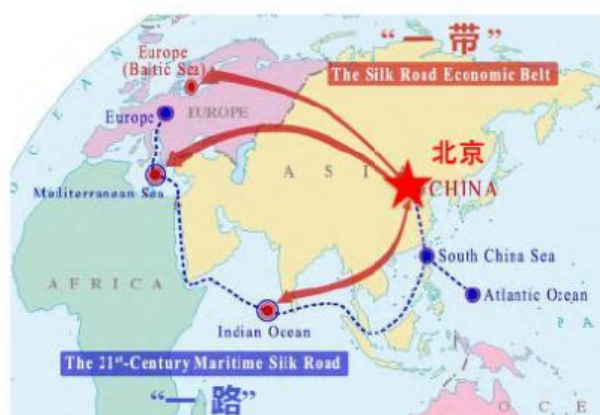 “一 带”
Europe
(Baltic Sea)
The Silk Road Economic Belt
Europe
EUROPE
北京
A S I
CHINA
Mediterranean Sea
South China Sea
AFRICA
Atlantic Ocean
Indian Ocean
P A
The 21st-Century Maritime Silk Road
“一 路”
O C E
O C E A N